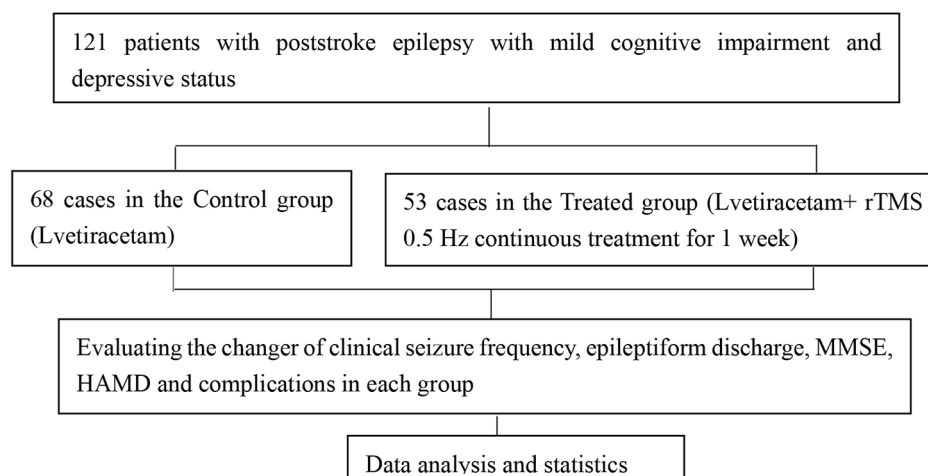 121 patients with poststroke epilepsy with mild cognitive impairment and
depressive status
68 cases in the Control group
(Lvetiracetam)
53 cases in the Treated group (Lvetiracetam+ rTMS
0.5 Hz continuous treatment for 1 week)
Evaluating the changer of clinical seizure frequency, epileptiform discharge, MMSE,
HAMD and complications in each group
Data analysis and statistics